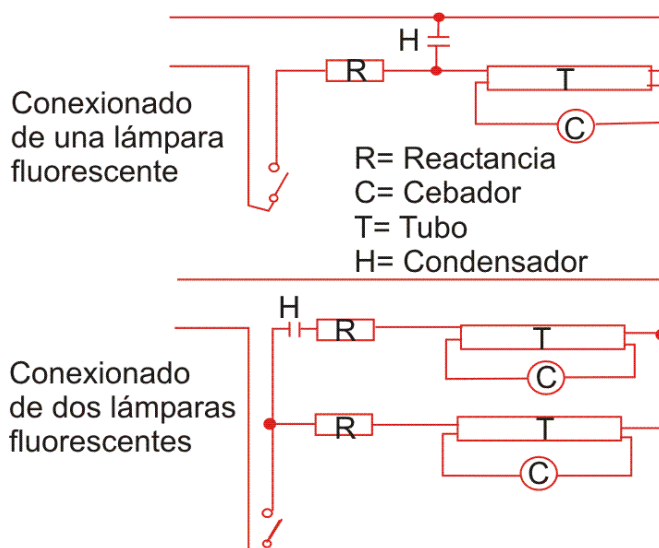 H
R
T
C
Conexionado
de una lámpara
fluorescente
R= Reactancia
C= Cebador
T= Tubo
H= Condensador
H
R
T
C
Conexionado
de dos lámparas
fluorescentes
R
T
C